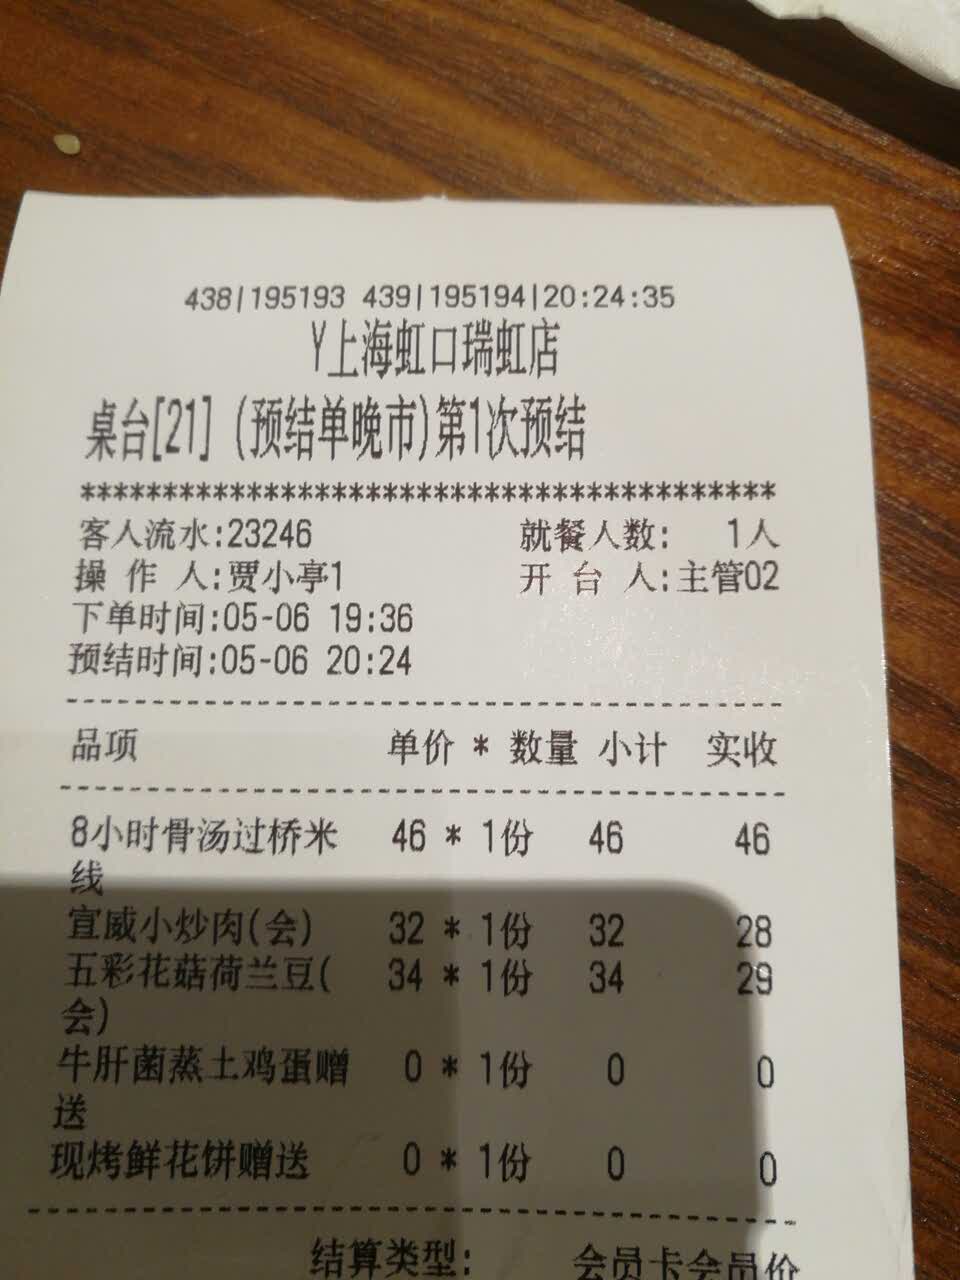 438|195193 439|195194|20:24:35
Y上海虹口瑞虹店
桌台[21] (预结单晚市)第1次预结
*****************************************
客人流水:23246 就餐人数: 1人
操 作 人:贾小亭1 开 台 人:主管02
下单时间:05-06 19:36
预结时间:05-06 20:24
品项 单价 * 数量 小计 实收
8小时骨汤过桥米 46 * 1份 46 46
线
宣威小炒肉(会) 32 * 1份 32 28
五彩花菇荷兰豆( 34 * 1份 34 29
会)
牛肝菌蒸土鸡蛋赠 0 * 1份 0 0
送
现烤鲜花饼赠送 0 * 1份 0 0
结算类型: 会员卡会员价